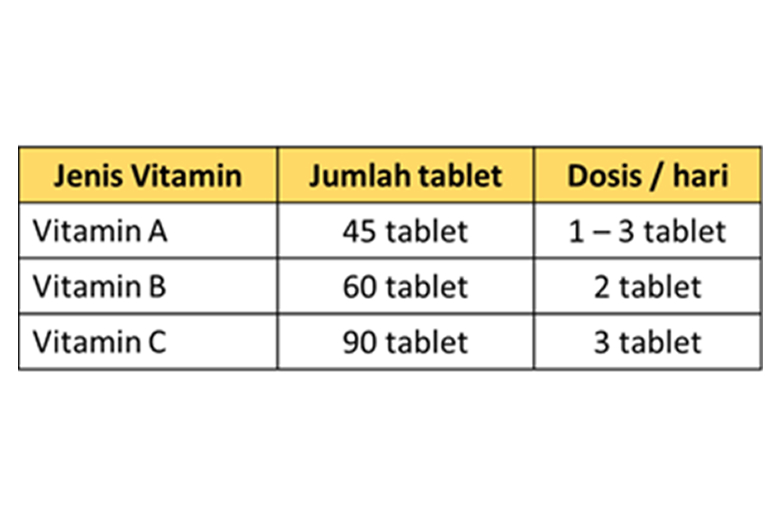 Jenis Vitamin Jumlah tablet Dosis / hari
Vitamin A 45 tablet 1 – 3 tablet
Vitamin B 60 tablet 2 tablet
Vitamin C 90 tablet 3 tablet